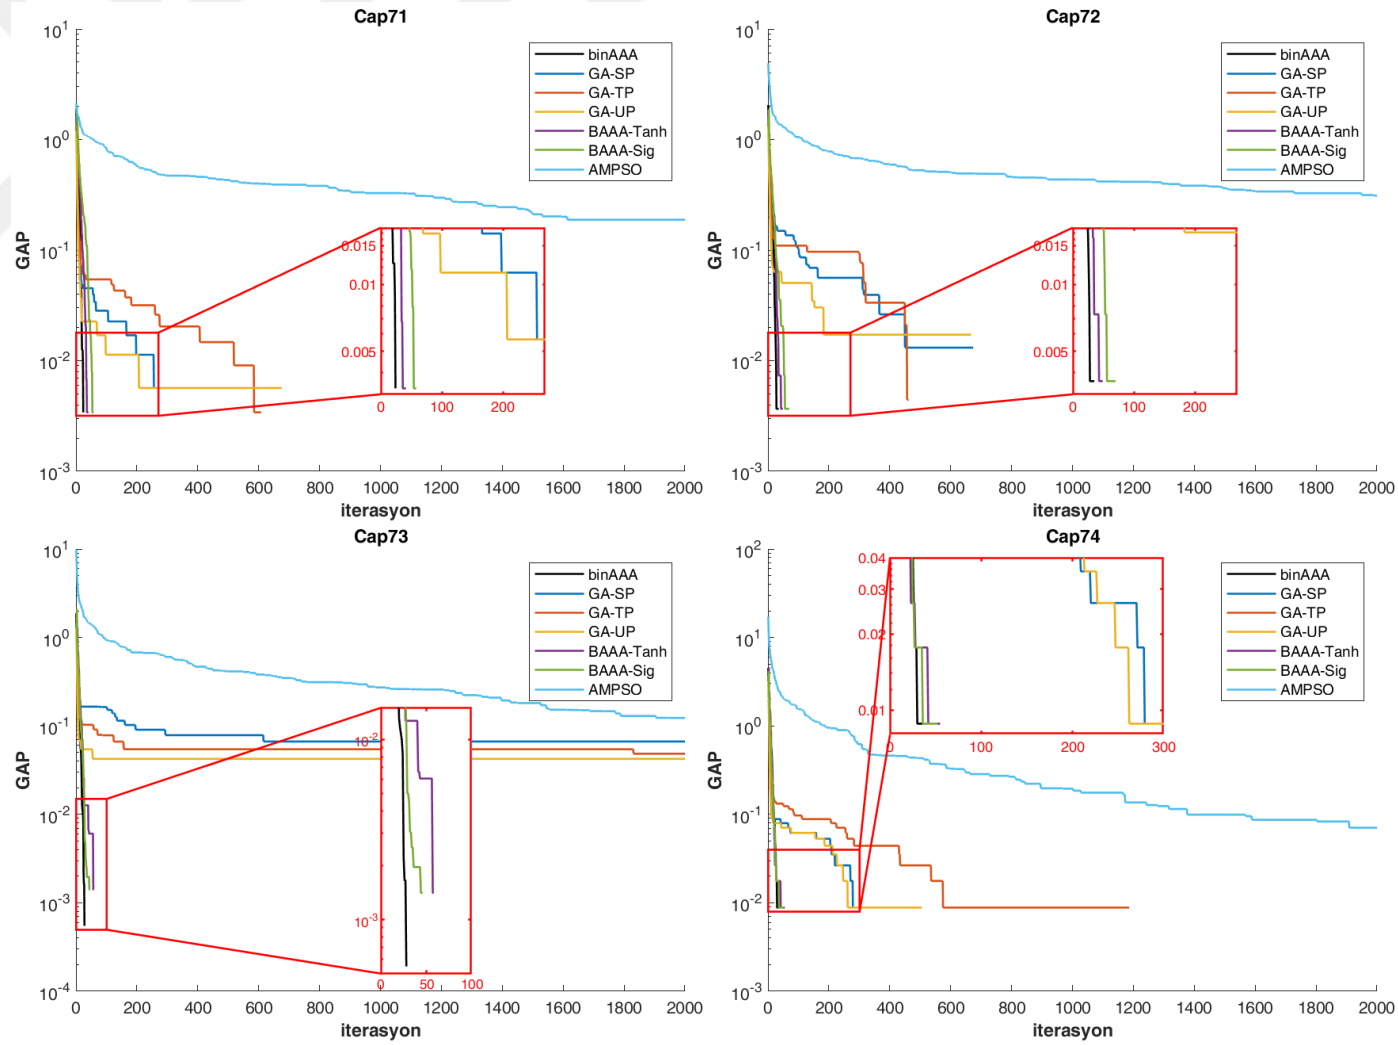 Cap71
10^1
10^0
10^-1
10^-2
10^-3
GAP
binAAA
GA-SP
GA-TP
GA-UP
BAAA-Tanh
BAAA-Sig
AMPSO
0.015
0.01
0.005
0 100 200
0 200 400 600 800 1000 1200 1400 1600 1800 2000
iterasyon
Cap72
10^1
10^0
10^-1
10^-2
10^-3
GAP
binAAA
GA-SP
GA-TP
GA-UP
BAAA-Tanh
BAAA-Sig
AMPSO
0.015
0.01
0.005
0 100 200
0 200 400 600 800 1000 1200 1400 1600 1800 2000
iterasyon
Cap73
10^1
10^0
10^-1
10^-2
10^-3
10^-4
GAP
binAAA
GA-SP
GA-TP
GA-UP
BAAA-Tanh
BAAA-Sig
AMPSO
10^-2
10^-3
0 50 100
0 200 400 600 800 1000 1200 1400 1600 1800 2000
iterasyon
Cap74
10^2
10^1
10^0
10^-1
10^-2
10^-3
GAP
binAAA
GA-SP
GA-TP
GA-UP
BAAA-Tanh
BAAA-Sig
AMPSO
0.04
0.03
0.02
0.01
0 100 200 300
0 200 400 600 800 1000 1200 1400 1600 1800 2000
iterasyon